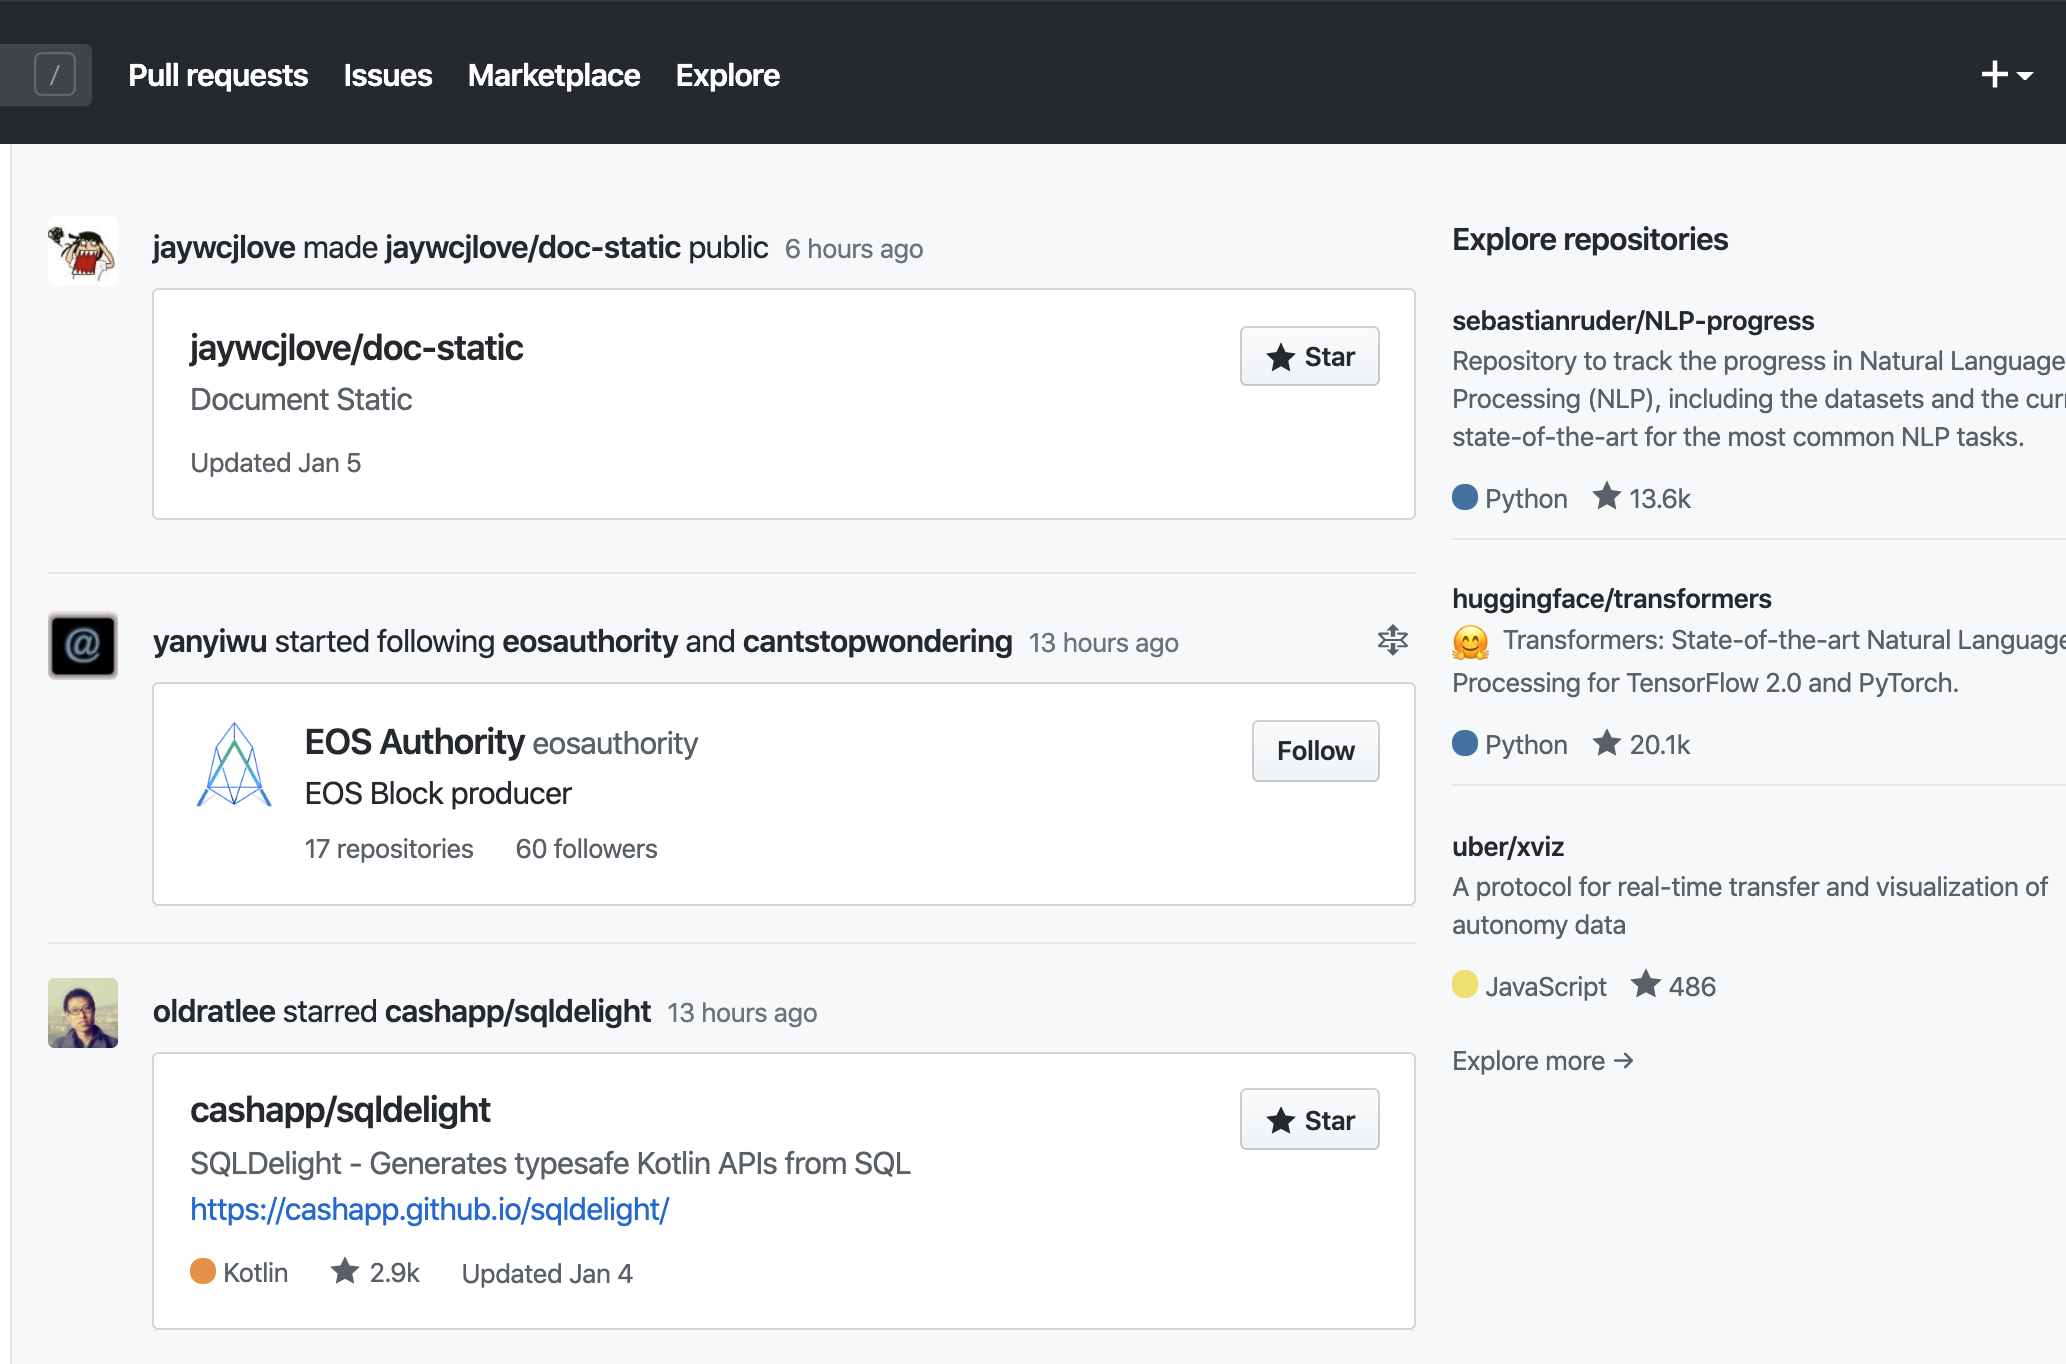 / Pull requests Issues Marketplace Explore
jaywcjlove made jaywcjlove/doc-static public 6 hours ago
jaywcjlove/doc-static
Star
Document Static
Updated Jan 5
yanyiwu started following eosauthority and cantstopwondering 13 hours ago
@
EOS Authority eosauthority
Follow
EOS Block producer
17 repositories 60 followers
oldratlee starred cashapp/sqldelight 13 hours ago
cashapp/sqldelight
Star
SQLDelight - Generates typesafe Kotlin APIs from SQL
https://cashapp.github.io/sqldelight/
Kotlin 2.9k Updated Jan 4
Explore repositories
sebastianruder/NLP-progress
Repository to track the progress in Natural Language
Processing (NLP), including the datasets and the
state-of-the-art for the most common NLP tasks.
Python 13.6k
huggingface/transformers
🤗 Transformers: State-of-the-art Natural Language
Processing for TensorFlow 2.0 and PyTorch.
Python 20.1k
uber/xviz
A protocol for real-time transfer and visualization of
autonomy data
JavaScript 486
Explore more →